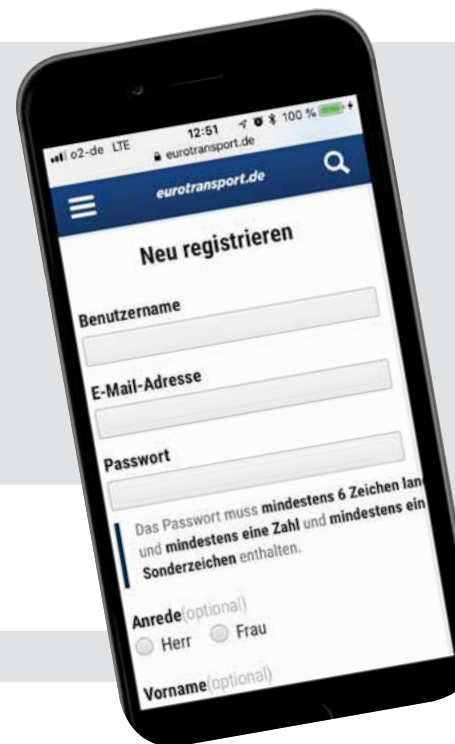 o2-de LTE 12:51 100 %
eurotransport.de
eurotransport.de
Neu registrieren
Benutzername
E-Mail-Adresse
Passwort
Das Passwort muss mindestens 6 Zeichen lan
und mindestens eine Zahl und mindestens ein
Sonderzeichen enthalten.
Anrede(optional)
Herr Frau
Vorname(optional)